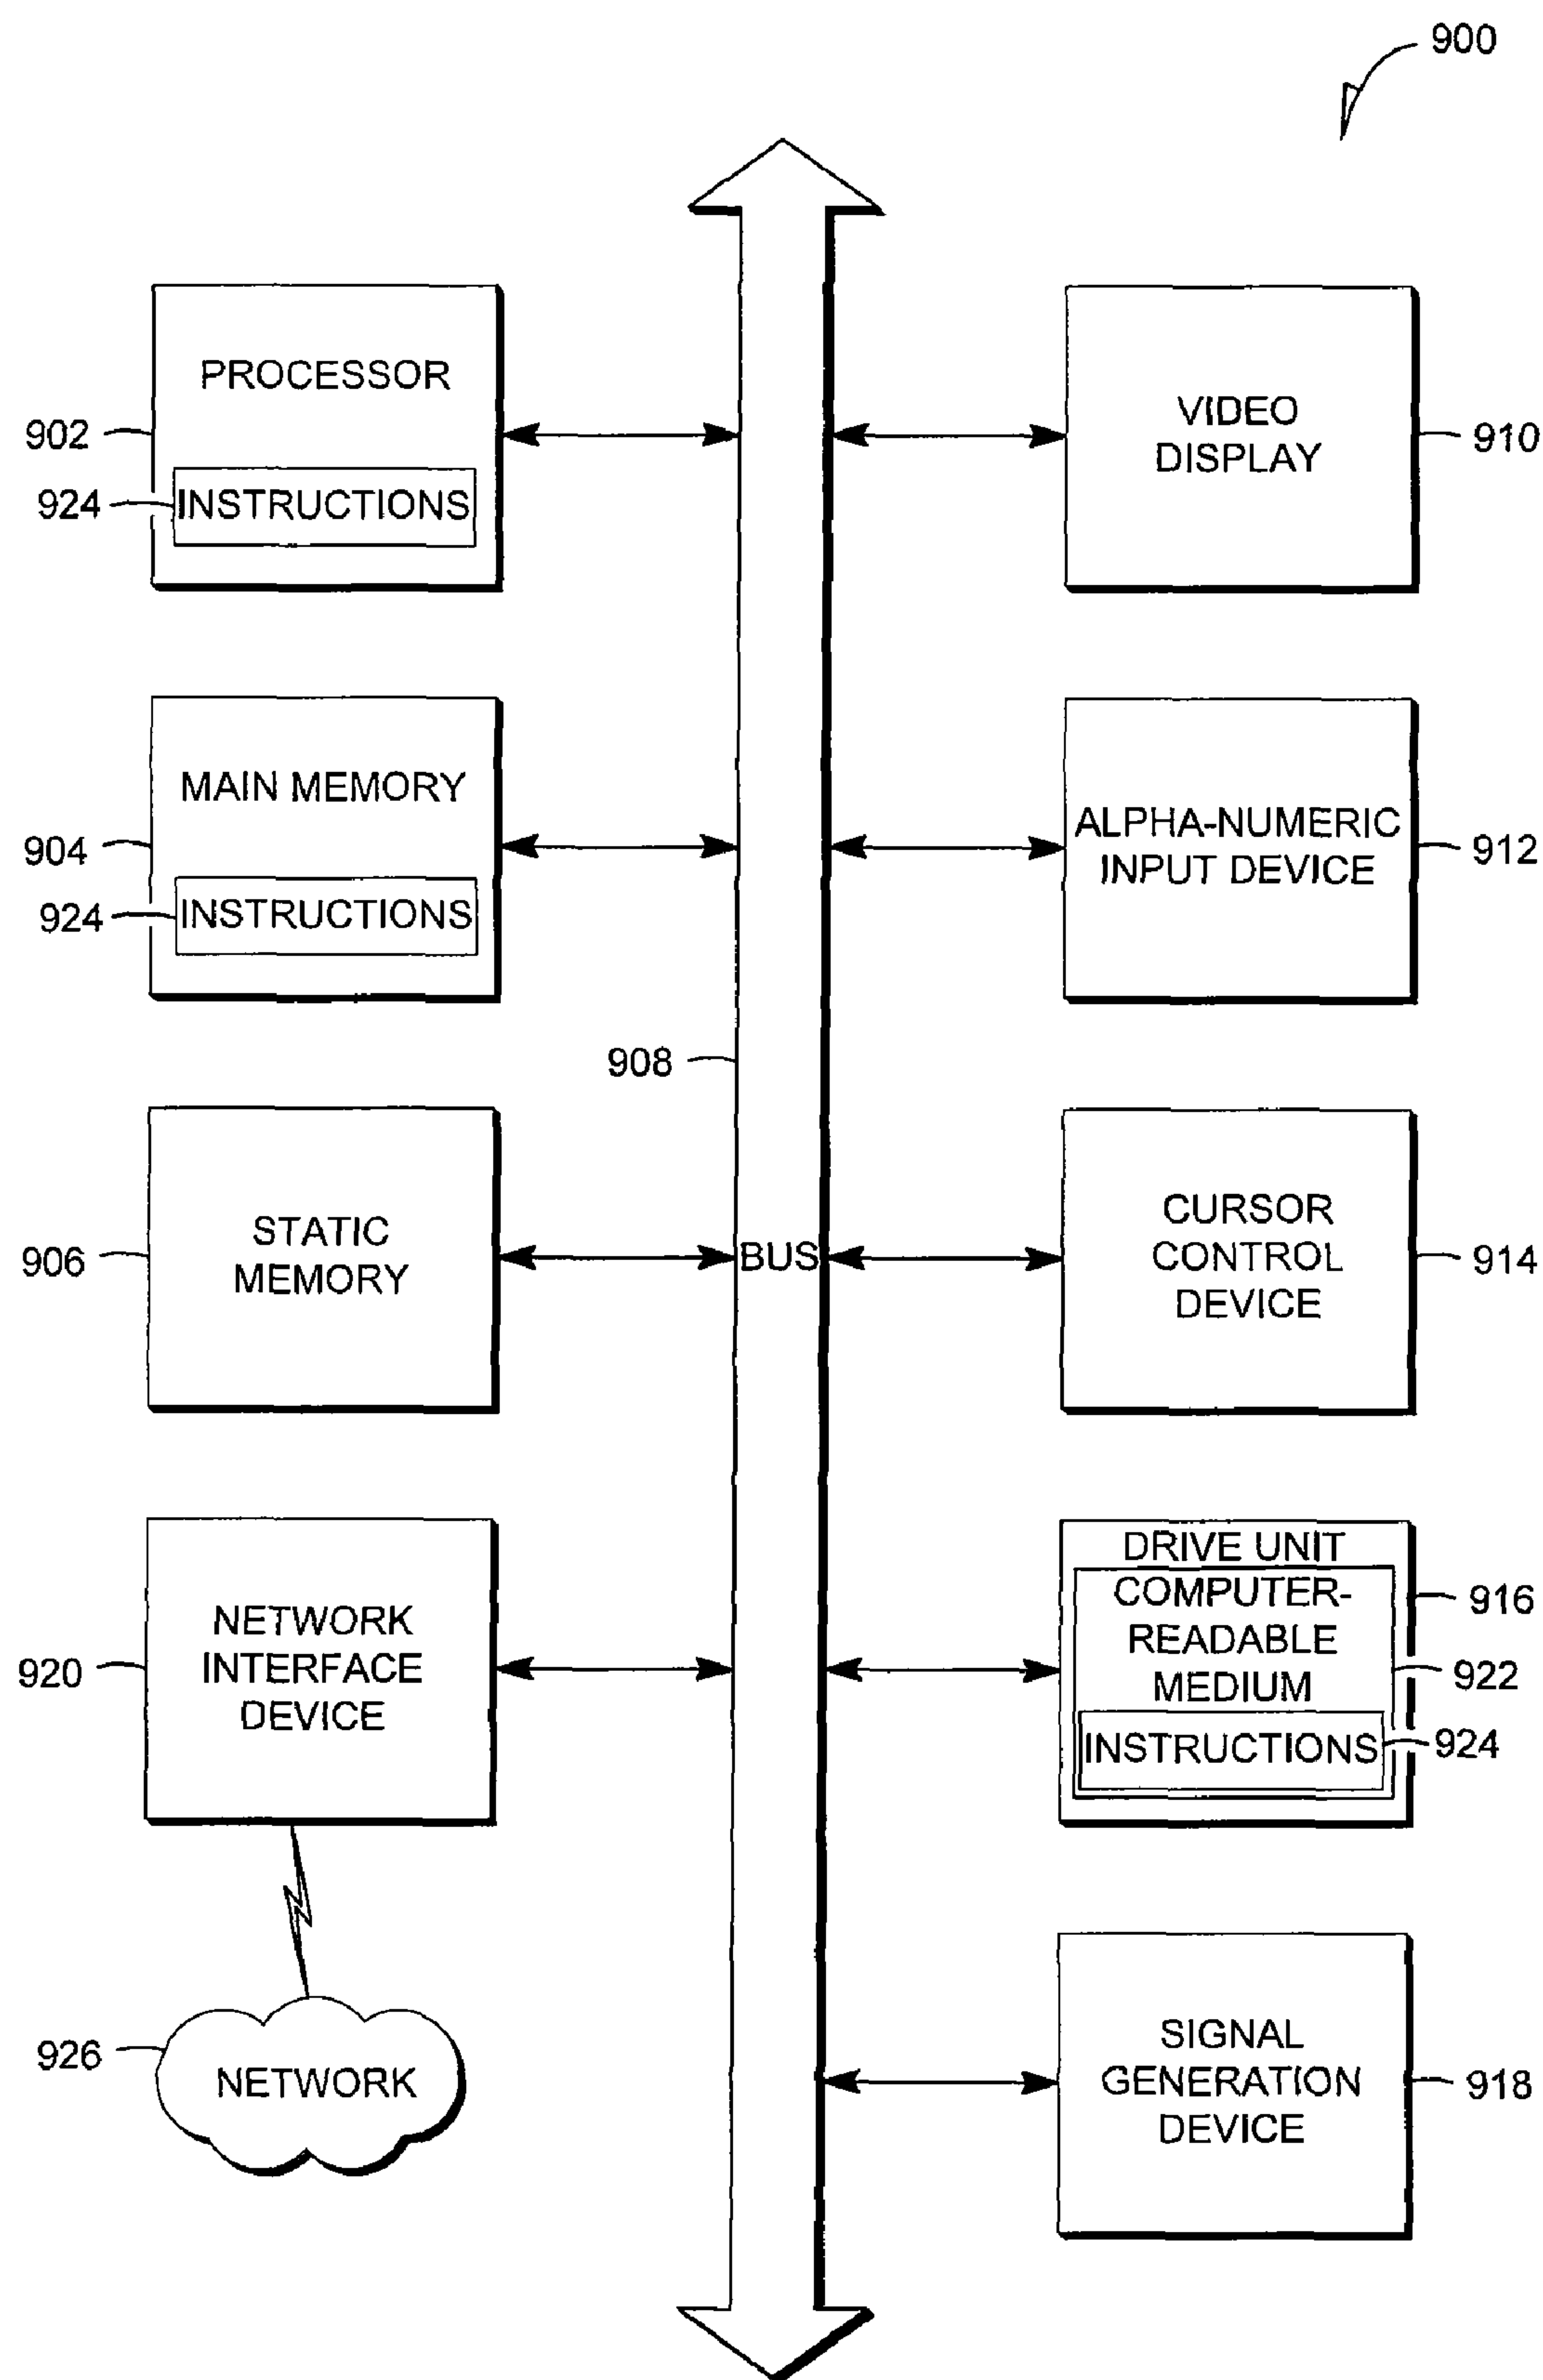 900
PROCESSOR
902
924
INSTRUCTIONS
VIDEO
DISPLAY
910
MAIN MEMORY
904
924
INSTRUCTIONS
ALPHA-NUMERIC
INPUT DEVICE
912
908
STATIC
MEMORY
906
BUS
CURSOR
CONTROL
DEVICE
914
NETWORK
INTERFACE
DEVICE
920
DRIVE UNIT
COMPUTER-
READABLE
MEDIUM
916
922
INSTRUCTIONS
924
926
NETWORK
SIGNAL
GENERATION
DEVICE
918